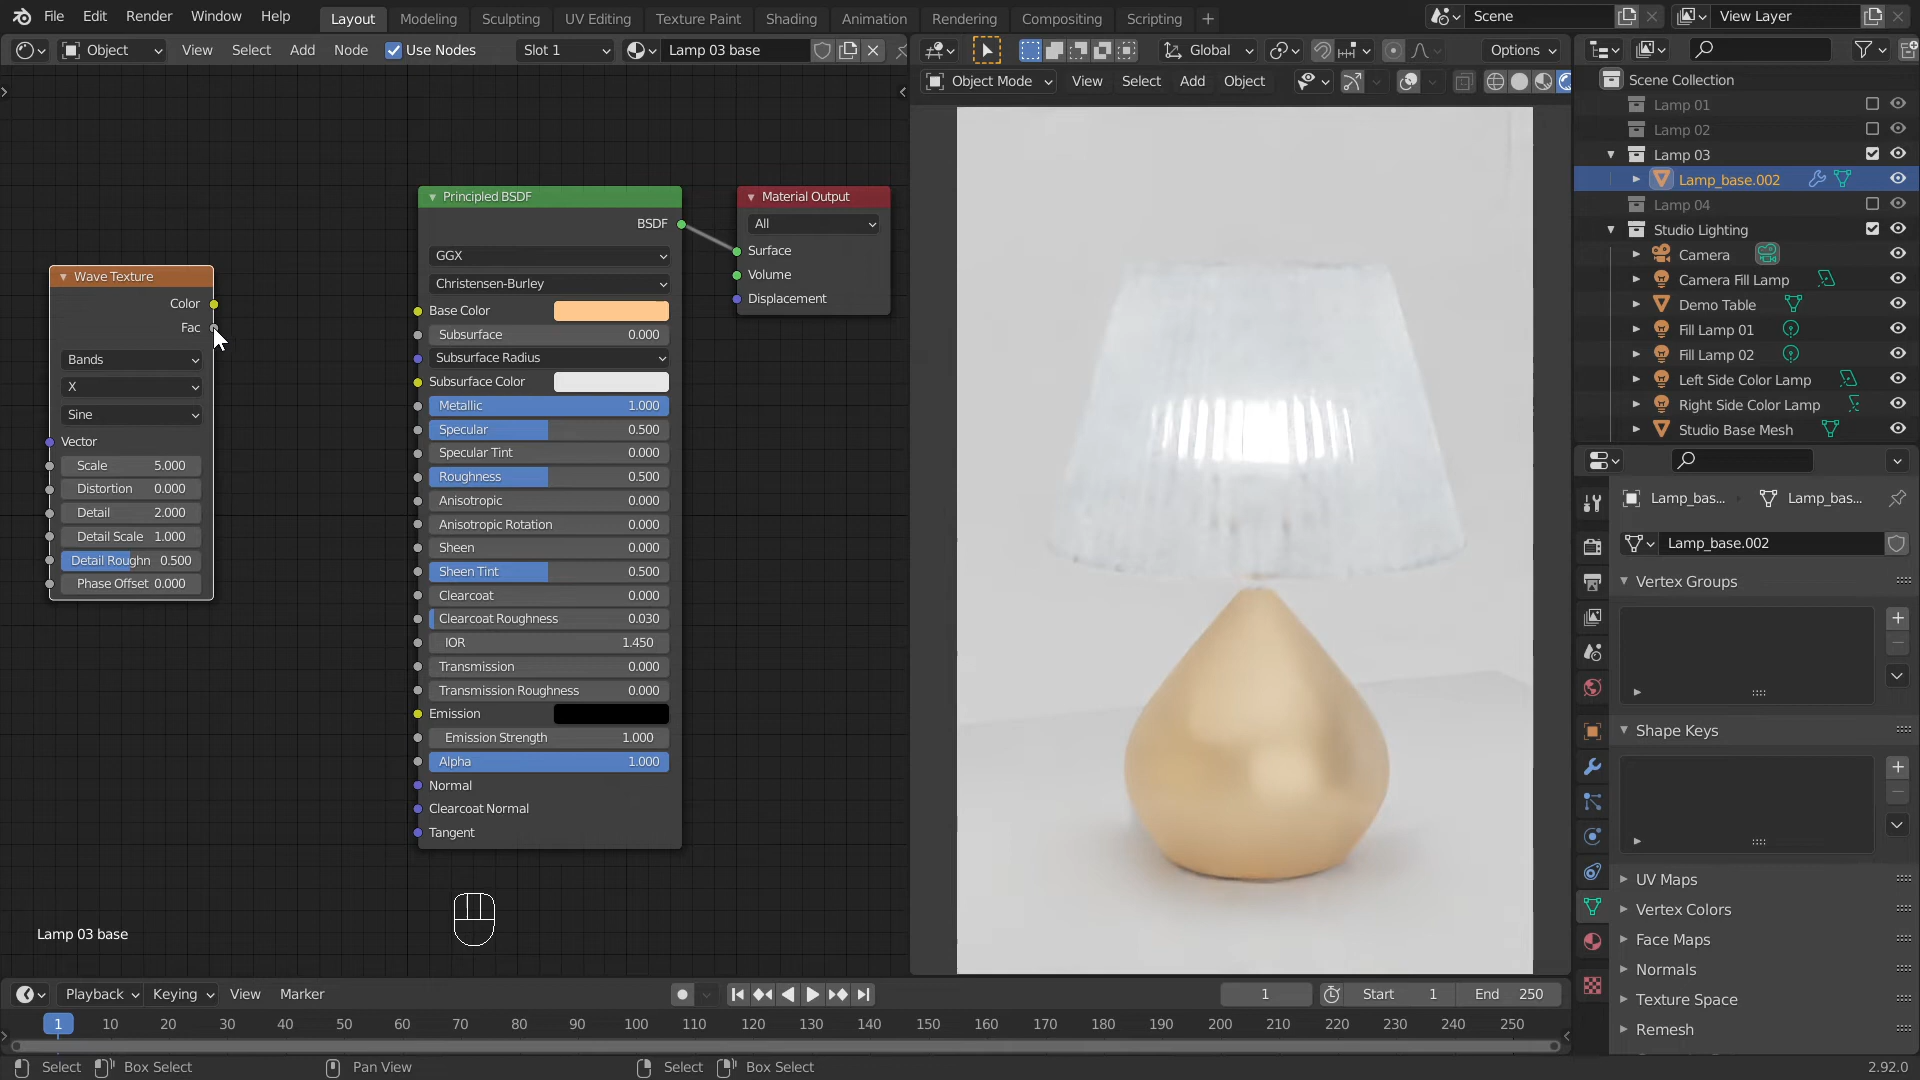 File Edit Render Window Help Layout Modeling Sculpting UV Editing Texture Paint Shading Animation Rendering Compositing Scripting + Scene View Layer
Object View Select Add Node Use Nodes Slot 1 Lamp 03 base
Global Options
Object Mode View Select Add Object
Scene Collection
Lamp 01
Lamp 02
Lamp 03
Lamp_base.002
Lamp 04
Studio Lighting
Camera
Camera Fill Lamp
Demo Table
Fill Lamp 01
Fill Lamp 02
Left Side Color Lamp
Right Side Color Lamp
Studio Base Mesh
Wave Texture
Color
Fac
Bands
X
Sine
Vector
Scale 5.000
Distortion 0.000
Detail 2.000
Detail Scale 1.000
Detail Roughn 0.500
Phase Offset 0.000
Principled BSDF
BSDF
GGX
Christensen-Burley
Base Color
Subsurface 0.000
Subsurface Radius
Subsurface Color
Metallic 1.000
Specular 0.500
Specular Tint 0.000
Roughness 0.500
Anisotropic 0.000
Anisotropic Rotation 0.000
Sheen 0.000
Sheen Tint 0.500
Clearcoat 0.000
Clearcoat Roughness 0.030
IOR 1.450
Transmission 0.000
Transmission Roughness 0.000
Emission
Emission Strength 1.000
Alpha 1.000
Normal
Clearcoat Normal
Tangent
Material Output
All
Surface
Volume
Displacement
Lamp 03 base
Lamp_bas... Lamp_bas...
Lamp_base.002
Vertex Groups
Shape Keys
UV Maps
Vertex Colors
Face Maps
Normals
Texture Space
Remesh
Playback Keying View Marker 1 Start 1 End 250
1 10 20 30 40 50 60 70 80 90 100 110 120 130 140 150 160 170 180 190 200 210 220 230 240 250
Select Box Select Pan View Select Box Select 2.92.0